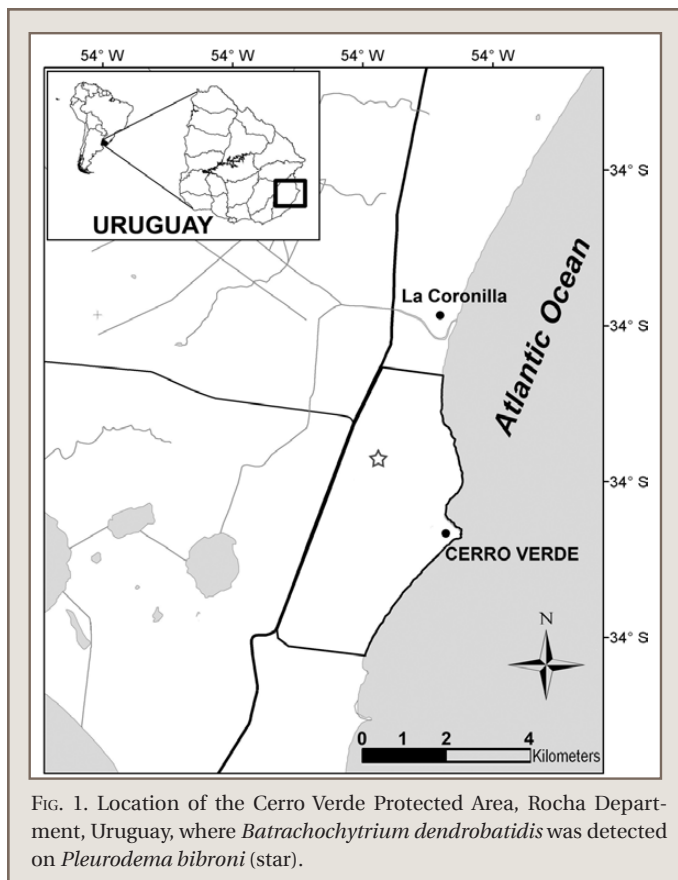 54° W 54° W 54° W 54° W
URUGUAY
34° S
La Coronilla
Atlantic Ocean
34° S
34° S
CERRO VERDE
34° S
N
0 1 2 4
Kilometers
FIG. 1. Location of the Cerro Verde Protected Area, Rocha Depart-
ment, Uruguay, where Batrachochytrium dendrobatidis was detected
on Pleurodema bibroni (star).